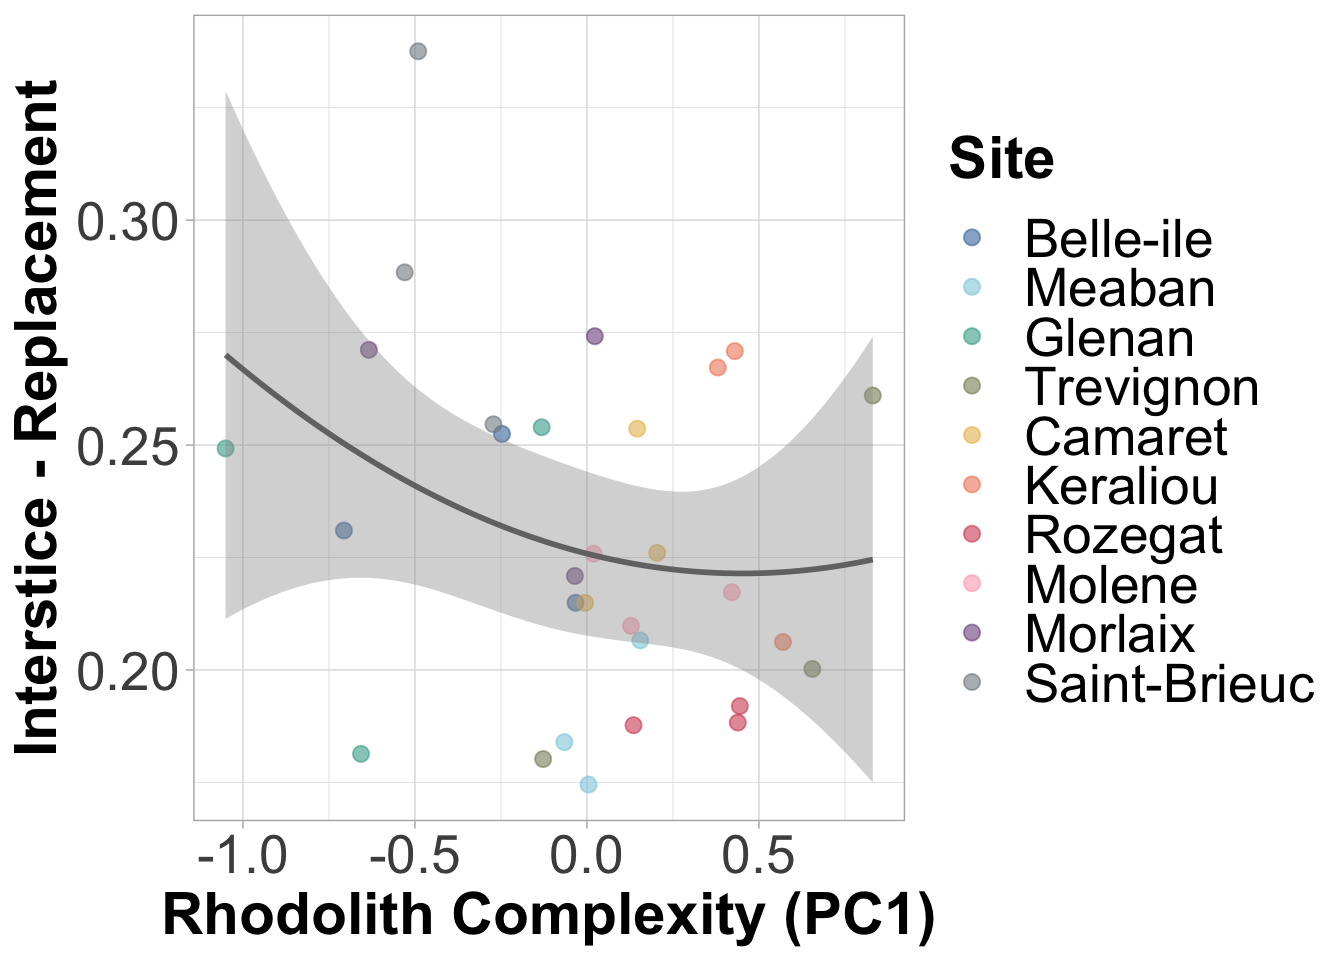 Interstice - Replacement
0.30
0.25
0.20
-1.0
-0.5
0.0
0.5
Rhodolith Complexity (PC1)
Site
Belle-ile
Meaban
Glenan
Trevignon
Camaret
Keraliou
Rozegat
Molene
Morlaix
Saint-Brieuc